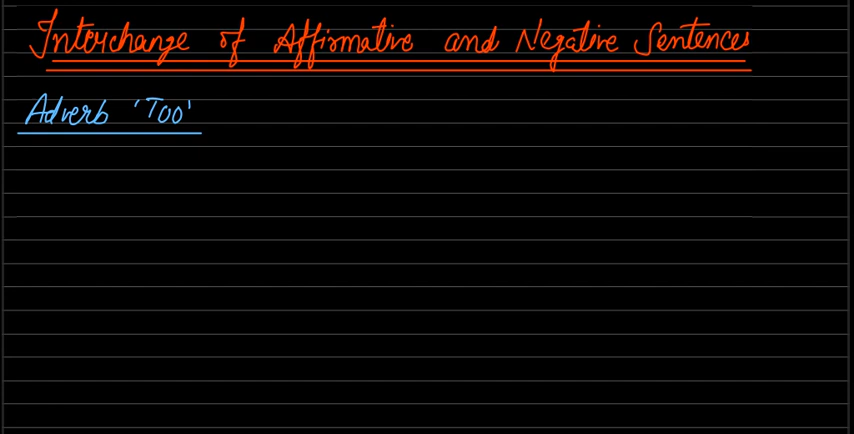 Interchange of Affirmative and Negative Sentences
Adverb 'Too'